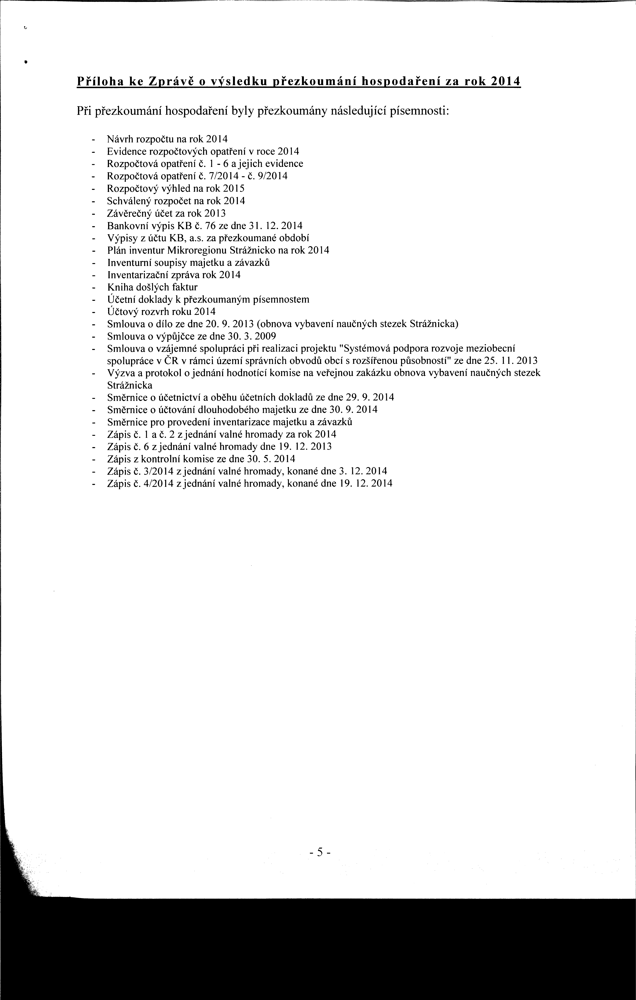 Příloha ke Zprávě o výsledku přezkoumání hospodaření za rok 2014
Při přezkoumání hospodaření byly přezkoumány následující písemnosti:
- Návrh rozpočtu na rok 2014
- Evidence rozpočtových opatření v roce 2014
- Rozpočtová opatření č. 1 - 6 a jejich evidence
- Rozpočtová opatření č. 7/2014 - č. 9/2014
- Rozpočtový výhled na rok 2015
- Schválený rozpočet na rok 2014
- Závěrečný účet za rok 2013
- Bankovní výpis KB č. 76 ze dne 31. 12. 2014
- Výpisy z účtu KB, a.s. za přezkoumané období
- Plán inventur Mikroregionu Strážnicko na rok 2014
- Inventurní soupisy majetku a závazků
- Inventarizační zpráva rok 2014
- Kniha došlých faktur
- Účetní doklady k přezkoumaným písemnostem
- Účtový rozvrh roku 2014
- Smlouva o dílo ze dne 20. 9. 2013 (obnova vybavení naučných stezek Strážnicka)
- Smlouva o výpůjčce ze dne 30. 3. 2009
- Smlouva o vzájemné spolupráci při realizaci projektu "Systémová podpora rozvoje meziobecní
spolupráce v ČR v rámci území správních obvodů obcí s rozšířenou působností" ze dne 25. 11. 2013
- Výzva a protokol o jednání hodnotící komise na veřejnou zakázku obnova vybavení naučných stezek
Strážnicka
- Směrnice o účetnictví a oběhu účetních dokladů ze dne 29. 9. 2014
- Směrnice o účtování dlouhodobého majetku ze dne 30. 9. 2014
- Směrnice pro provedení inventarizace majetku a závazků
- Zápis č. 1 a č. 2 z jednání valné hromady za rok 2014
- Zápis č. 6 z jednání valné hromady dne 19. 12. 2013
- Zápis z kontrolní komise ze dne 30. 5. 2014
- Zápis č. 3/2014 z jednání valné hromady, konané dne 3. 12. 2014
- Zápis č. 4/2014 z jednání valné hromady, konané dne 19. 12. 2014
- 5 -